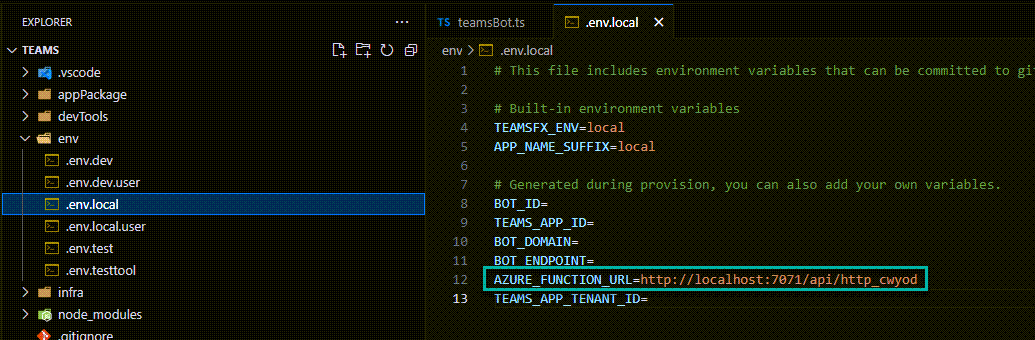 EXPLORER
TEAMS
.vscode
appPackage
devTools
env
.env.dev
.env.dev.user
.env.local
.env.local.user
.env.test
.env.testtool
infra
node_modules
.gitignore
TS teamsBot.ts
.env.local
env > .env.local
1 # This file includes environment variables that can be committed to gi
2
3 # Built-in environment variables
4 TEAMSFX_ENV=local
5 APP_NAME_SUFFIX=local
6
7 # Generated during provision, you can also add your own variables.
8 BOT_ID=
9 TEAMS_APP_ID=
10 BOT_DOMAIN=
11 BOT_ENDPOINT=
12 AZURE_FUNCTION_URL=http://localhost:7071/api/http_cwyod
13 TEAMS_APP_TENANT_ID=